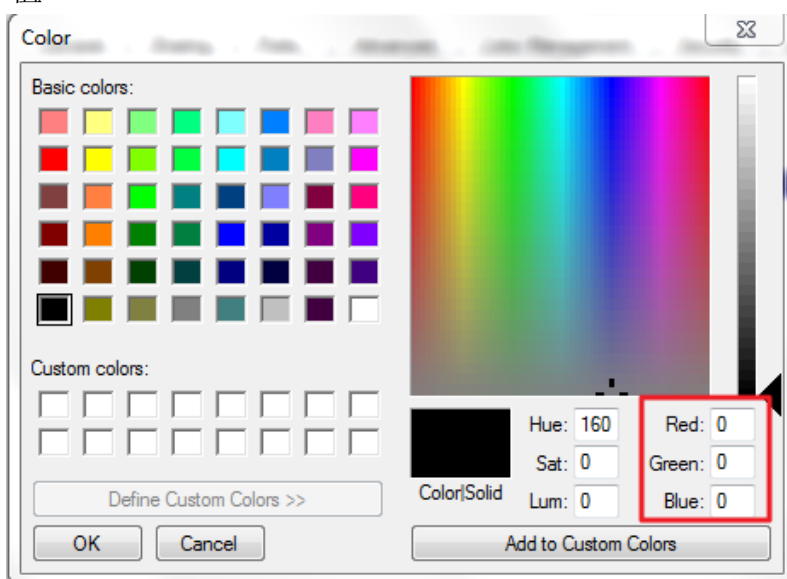 值
Color
Basic colors:
Custom colors:
Define Custom Colors >>
OK
Cancel
Color|Solid
Hue: 160
Sat: 0
Lum: 0
Red: 0
Green: 0
Blue: 0
Add to Custom Colors